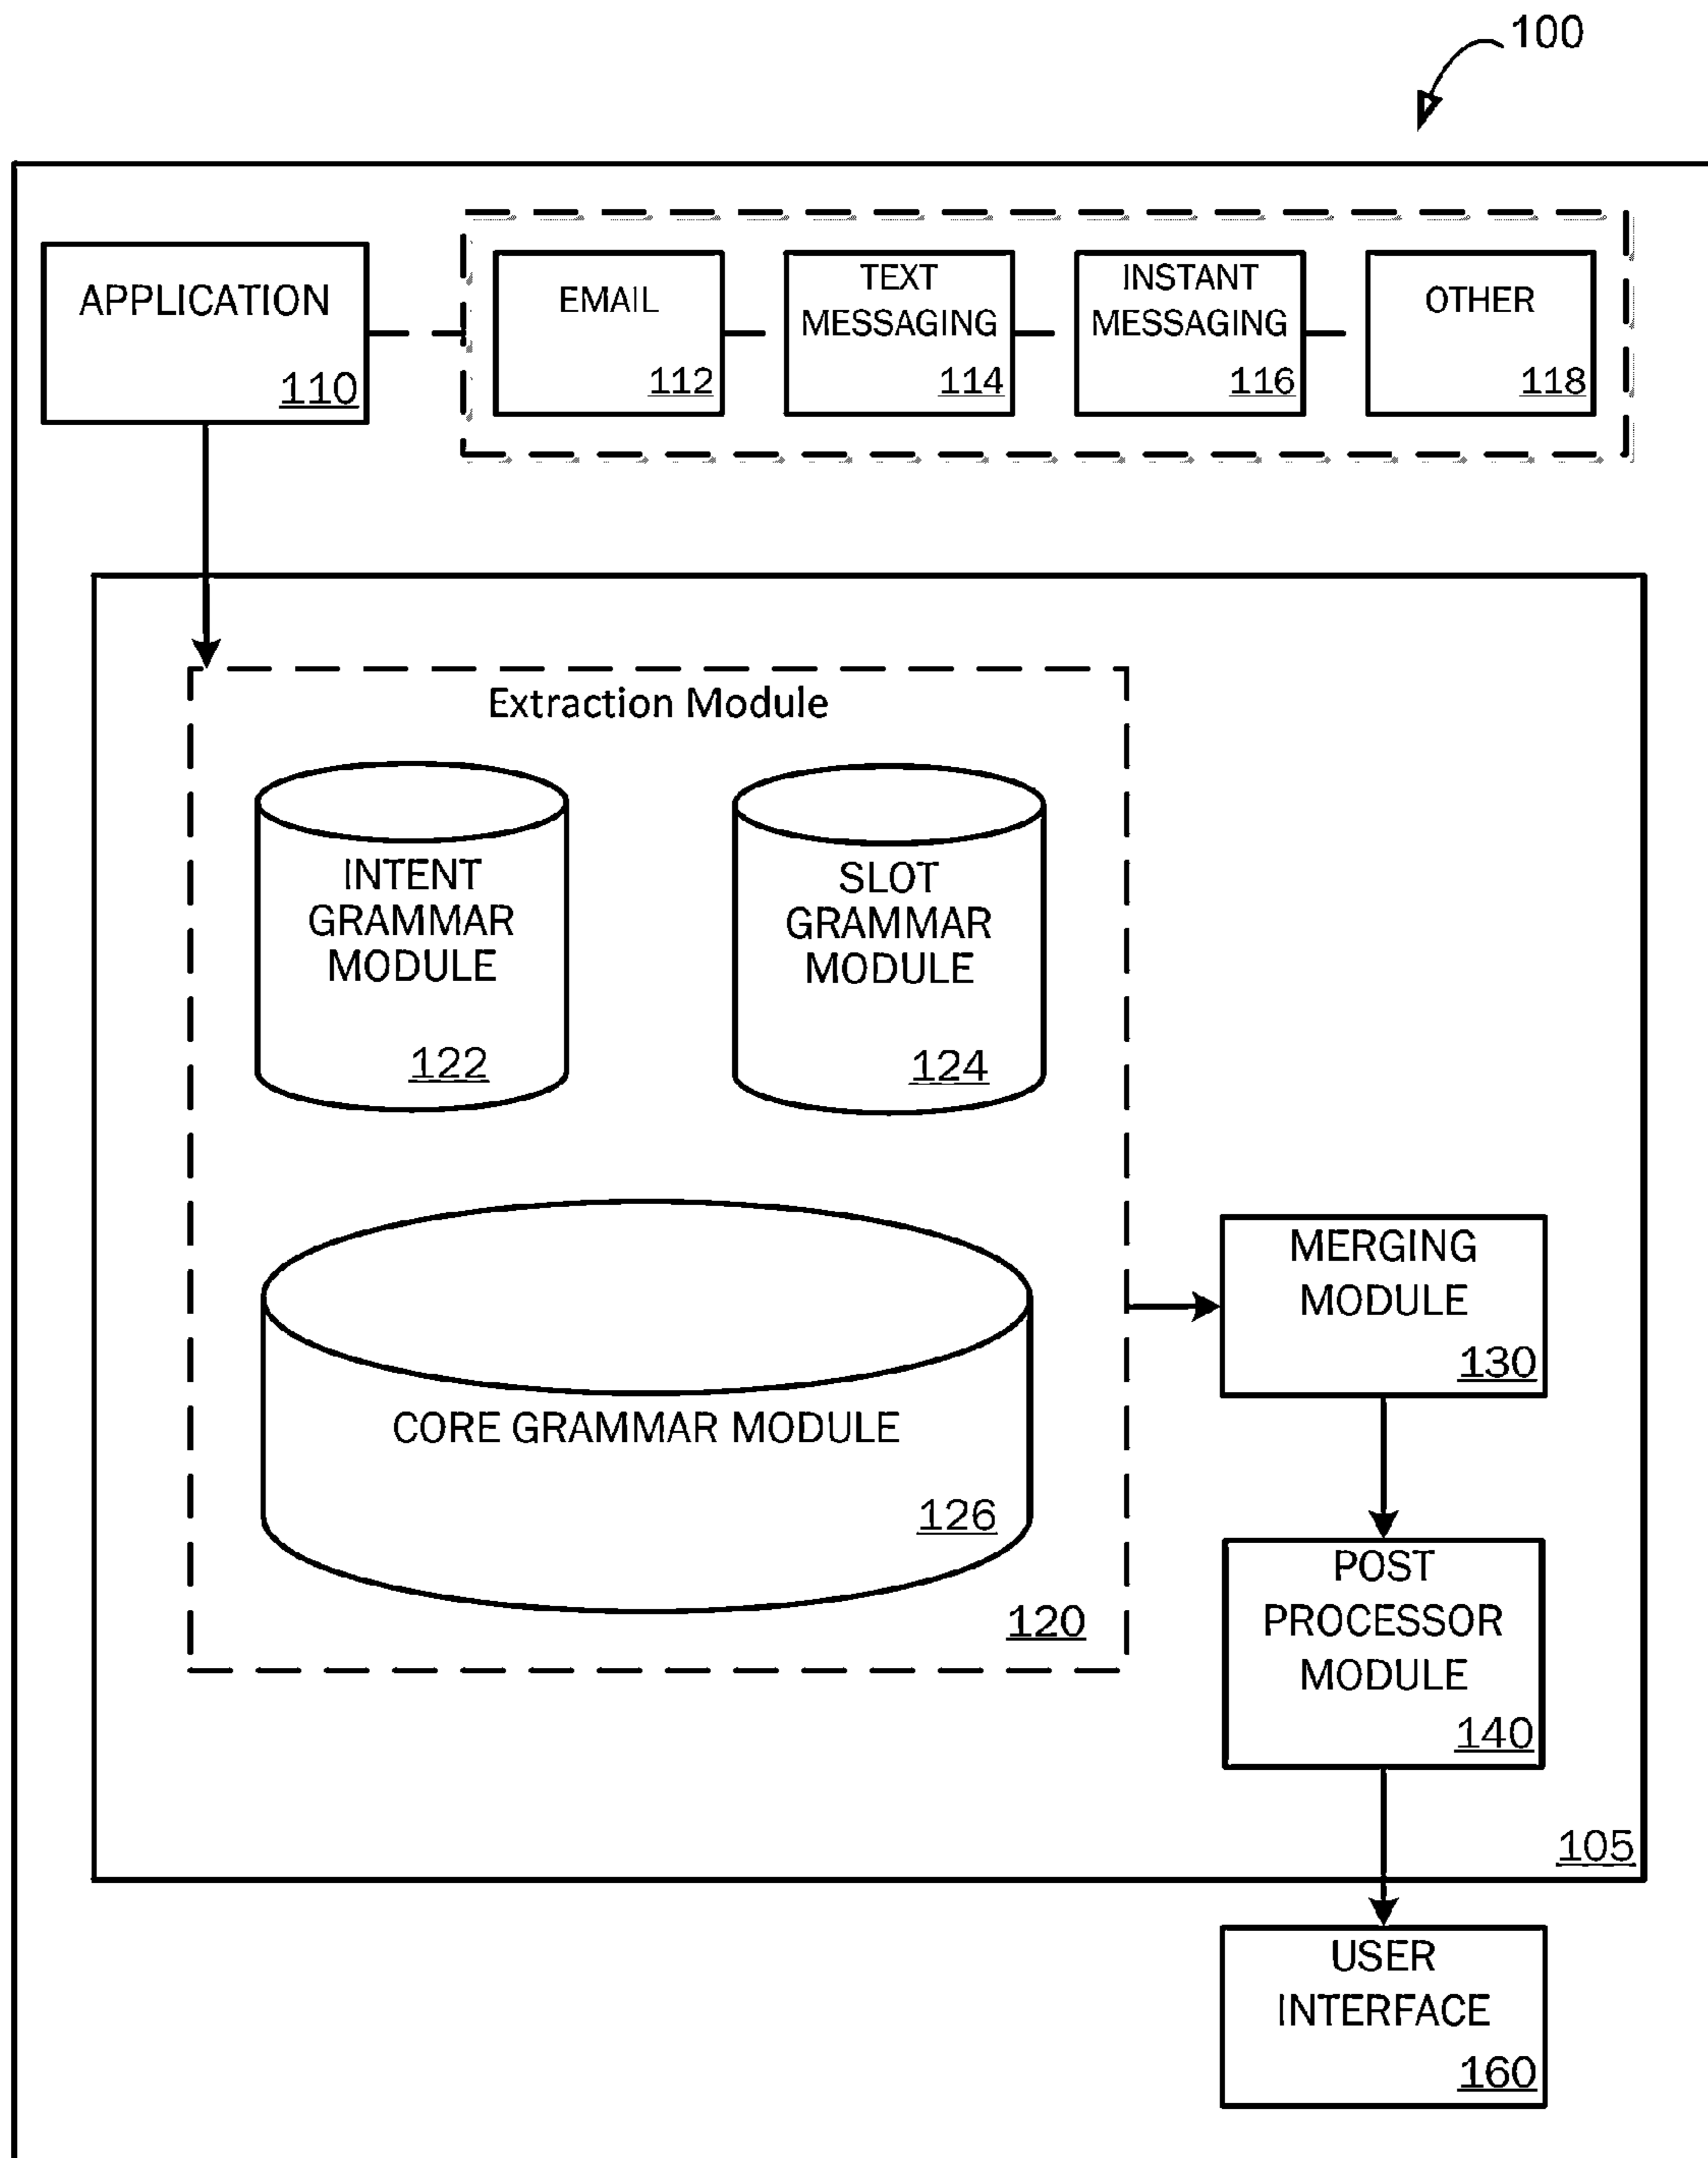 100
APPLICATION
110
EMAIL
112
TEXT
MESSAGING
114
INSTANT
MESSAGING
116
OTHER
118
Extraction Module
INTENT
GRAMMAR
MODULE
122
SLOT
GRAMMAR
MODULE
124
CORE GRAMMAR MODULE
126
120
MERGING
MODULE
130
POST
PROCESSOR
MODULE
140
105
USER
INTERFACE
160